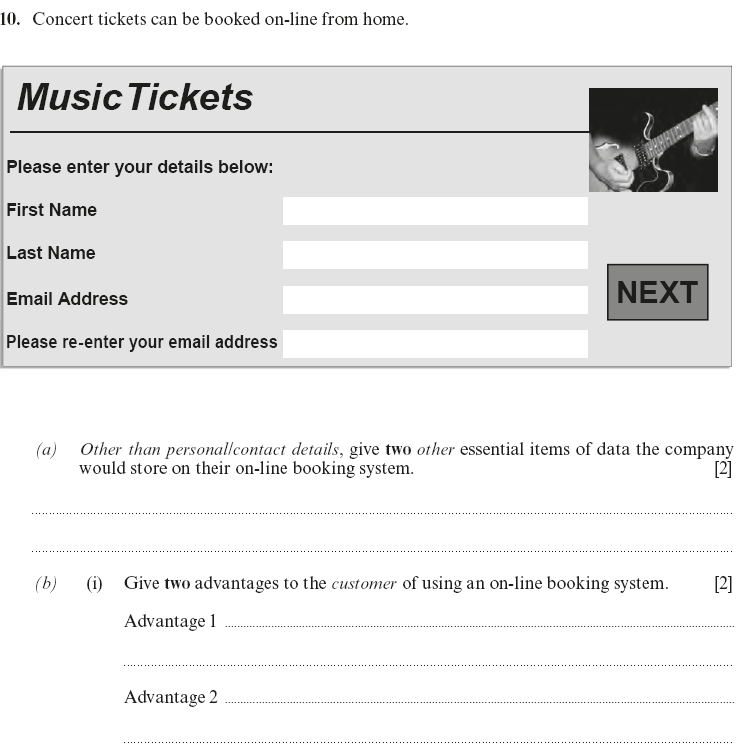 10. Concert tickets can be booked on-line from home.
Music Tickets
Please enter your details below:
First Name
Last Name
Email Address
NEXT
Please re-enter your email address
(a) Other than personal/contact details, give two other essential items of data the company
would store on their on-line booking system. [2]
(b) (i) Give two advantages to the customer of using an on-line booking system. [2]
Advantage 1
Advantage 2